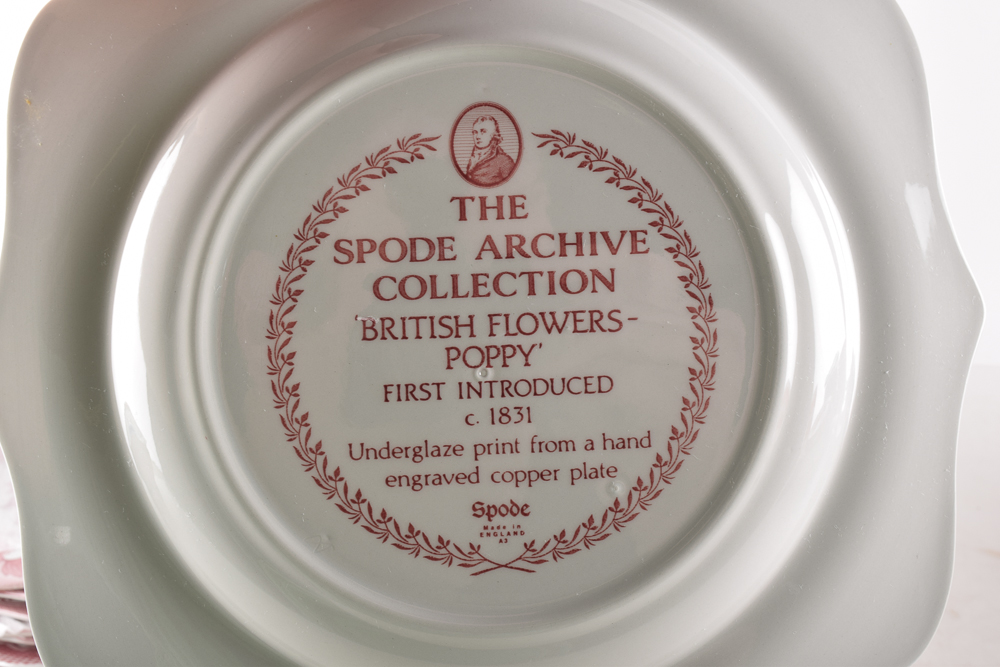 THE
SPODE ARCHIVE
COLLECTION
'BRITISH FLOWERS-
POPPY'
FIRST INTRODUCED
c. 1831
Underglaze print from a hand
engraved copper plate
Spode
Made in
ENGLAND
A3